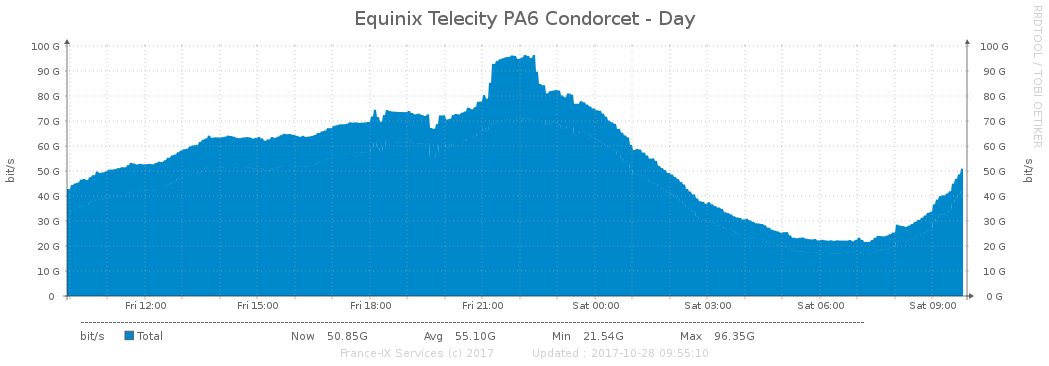 Equinix Telecity PA6 Condorcet - Day
RRDTOOL / TOBI OETIKER
100 G 100 G
90 G 90 G
80 G 80 G
70 G 70 G
60 G 60 G
50 G 50 G
40 G 40 G
30 G 30 G
20 G 20 G
10 G 10 G
0 0 G
bit/s
bit/s
Fri 12:00 Fri 15:00 Fri 18:00 Fri 21:00 Sat 00:00 Sat 03:00 Sat 06:00 Sat 09:00
bit/s Total Now 50.85G Avg 55.10G Min 21.54G Max 96.35G
France-IX Services (c) 2017 Updated : 2017-10-28 09:55:10